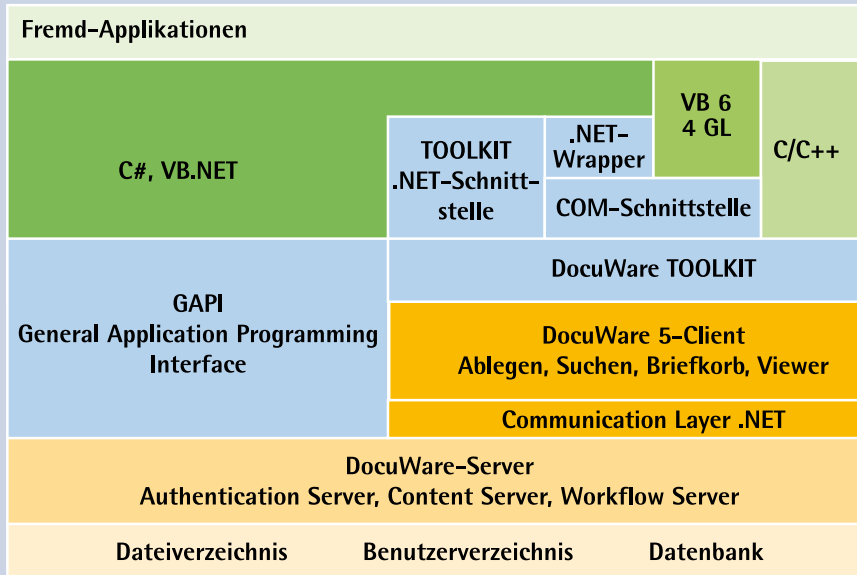 Fremd-Applikationen
C#, VB.NET
TOOLKIT
.NET-Schnitt-
stelle
.NET-
Wrapper
VB 6
4 GL
C/C++
COM-Schnittstelle
GAPI
General Application Programming
Interface
DocuWare TOOLKIT
DocuWare 5-Client
Ablegen, Suchen, Briefkorb, Viewer
Communication Layer .NET
DocuWare-Server
Authentication Server, Content Server, Workflow Server
Dateiverzeichnis Benutzerverzeichnis Datenbank